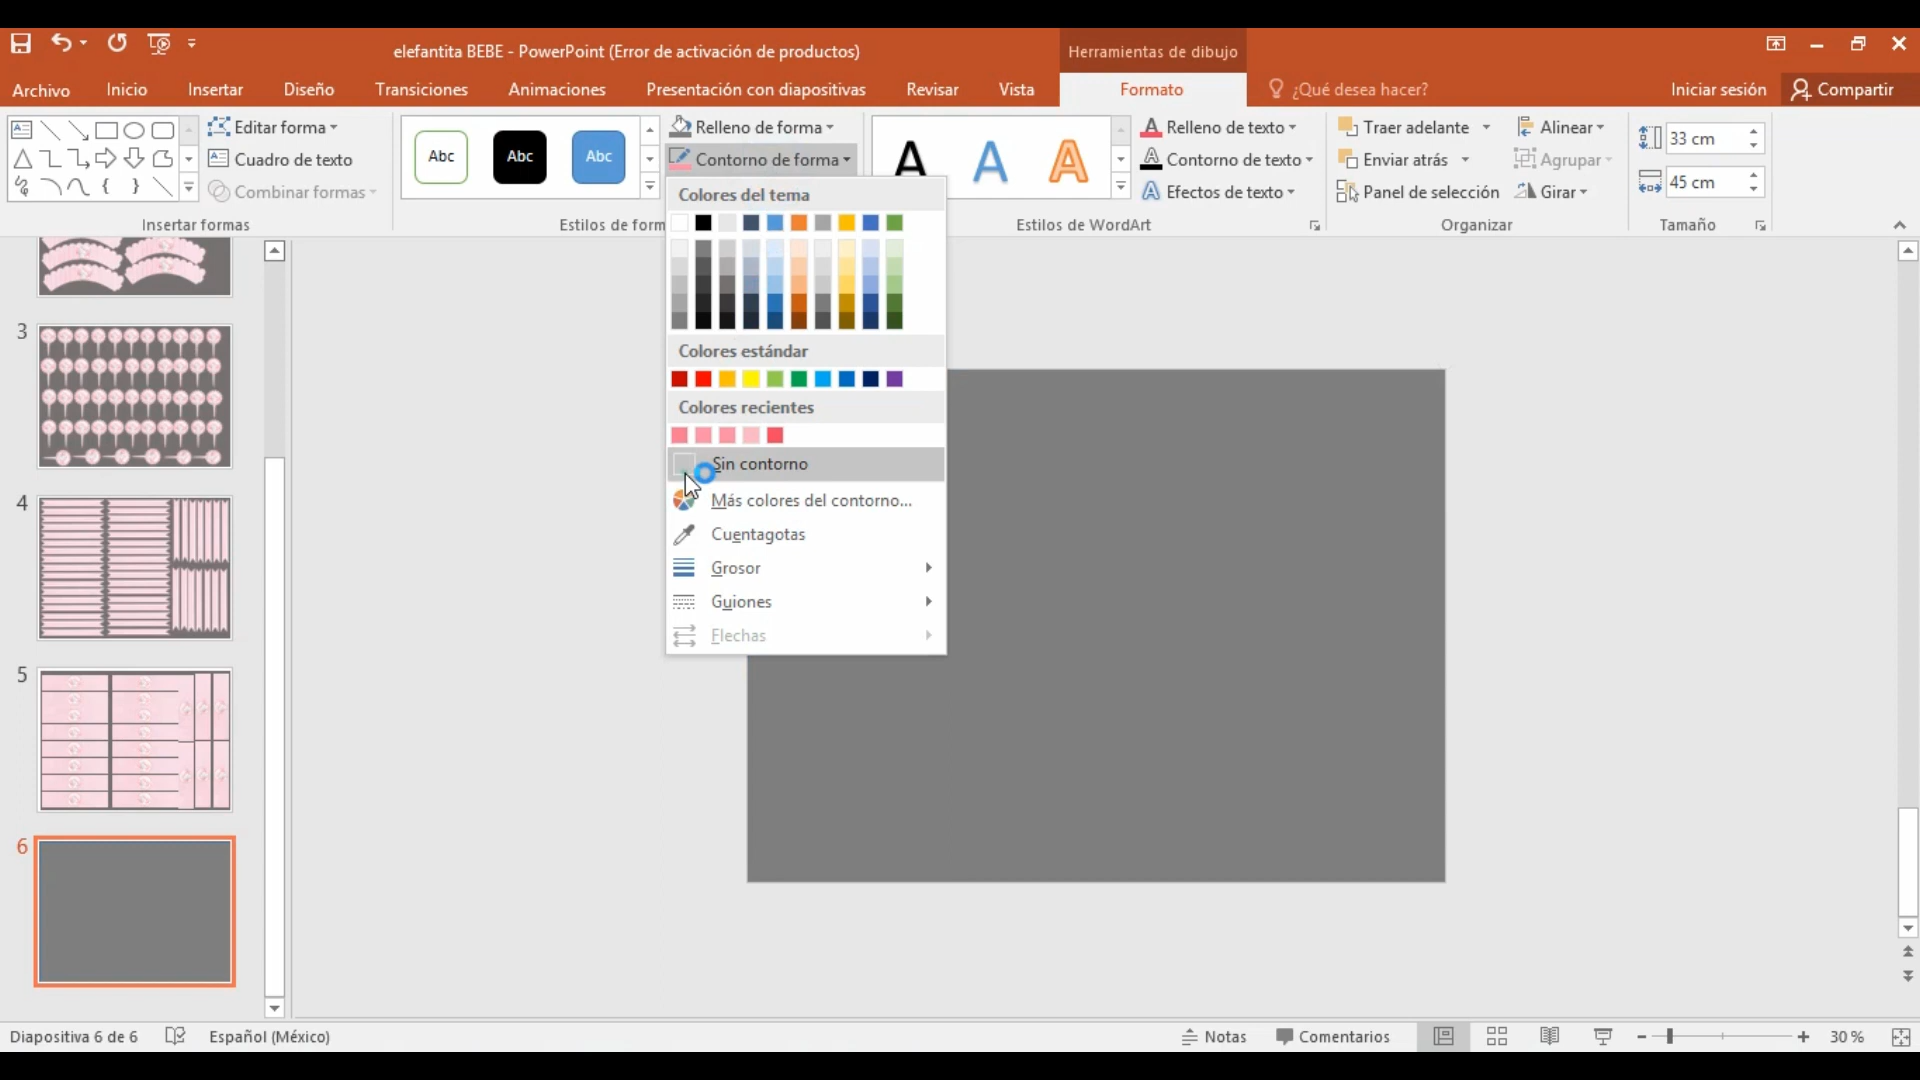 elefantita BEBE - PowerPoint (Error de activación de productos)
Herramientas de dibujo
Archivo
Inicio
Insertar
Diseño
Transiciones
Animaciones
Presentación con diapositivas
Revisar
Vista
Formato
¿Qué desea hacer?
Iniciar sesión
Compartir
Editar forma
Cuadro de texto
Combinar formas
Insertar formas
Abc
Abc
Abc
Estilos de form
Relleno de forma
Contorno de forma
A
A
A
Estilos de WordArt
Relleno de texto
Contorno de texto
Efectos de texto
Traer adelante
Enviar atrás
Panel de selección
Alinear
Agrupar
Girar
Organizar
33 cm
45 cm
Tamaño
Colores del tema
Colores estándar
Colores recientes
Sin contorno
Más colores del contorno...
Cuentagotas
Grosor
Guiones
Flechas
3
4
5
6
Diapositiva 6 de 6
Español (México)
Notas
Comentarios
30 %